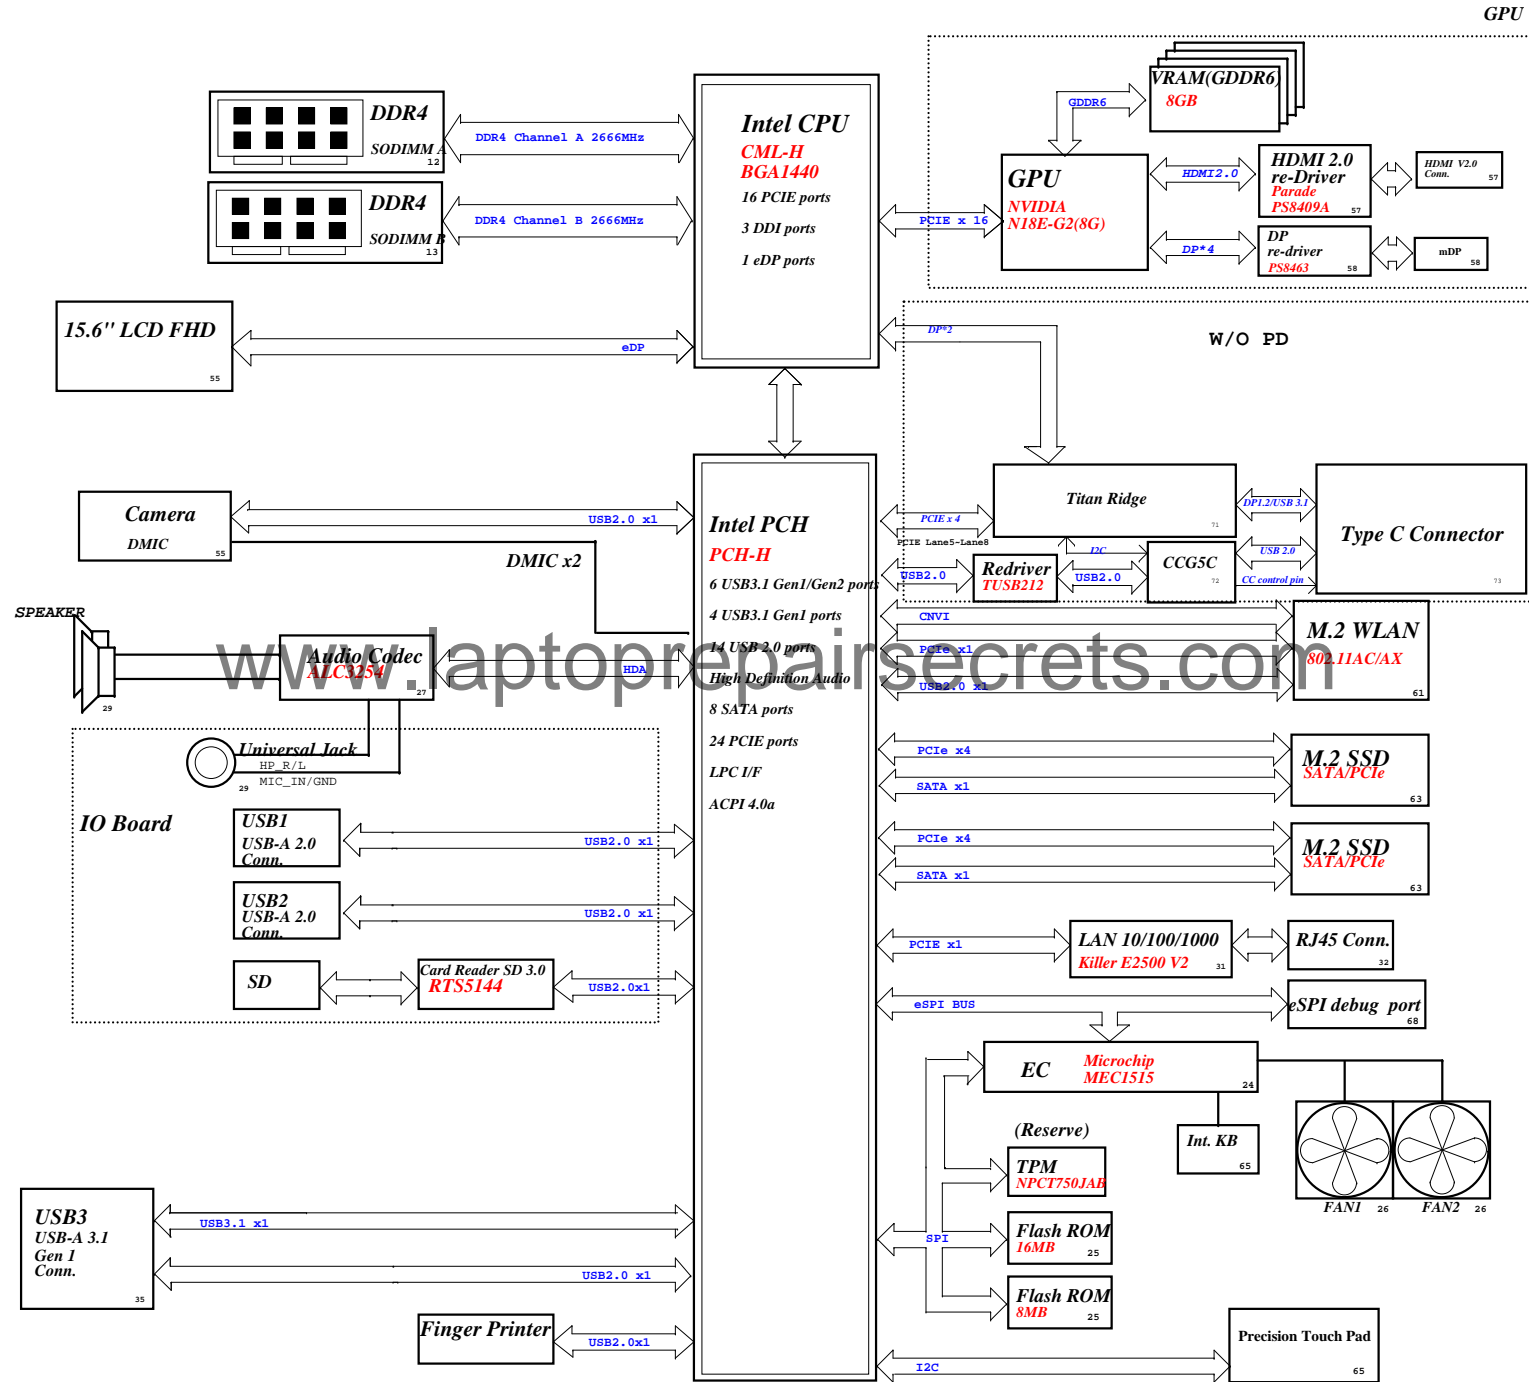 GPU
DDR4
SODIMM A
12
DDR4 Channel A 2666MHz
DDR4
SODIMM B
13
DDR4 Channel B 2666MHz
Intel CPU
CML-H
BGA1440
16 PCIE ports
3 DDI ports
1 eDP ports
PCIE x 16
GDDR6
VRAM(GDDR6)
8GB
GPU
NVIDIA
N18E-G2(8G)
HDMI2.0
HDMI 2.0
re-Driver
Parade
PS8409A
57
HDMI V2.0
Conn.
57
DP*4
DP
re-driver
PS8463
58
mDP
58
15.6" LCD FHD
55
eDP
DP*2
W/O PD
Titan Ridge
71
PCIE x 4
PCIE Lane5~Lane8
DP1.2/USB 3.1
Type C Connector
73
I2C
USB 2.0
CCG5C
72
CC control pin
USB2.0
Redriver
TUSB212
USB2.0
Camera
DMIC
55
USB2.0 x1
DMIC x2
Intel PCH
PCH-H
6 USB3.1 Gen1/Gen2 ports
4 USB3.1 Gen1 ports
14 USB 2.0 ports
High Definition Audio
8 SATA ports
24 PCIE ports
LPC I/F
ACPI 4.0a
SPEAKER
29
Audio Codec
ALC3254
27
HDA
www.laptoprepairsecrets.com
CNVI
PCIe x1
USB2.0 x1
M.2 WLAN
802.11AC/AX
61
Universal Jack
HP_R/L
MIC_IN/GND
29
IO Board
USB1
USB-A 2.0
Conn.
USB2.0 x1
USB2
USB-A 2.0
Conn.
USB2.0 x1
SD
Card Reader SD 3.0
RTS5144
USB2.0x1
PCIe x4
SATA x1
M.2 SSD
SATA/PCIe
63
PCIe x4
SATA x1
M.2 SSD
SATA/PCIe
63
PCIE x1
LAN 10/100/1000
Killer E2500 V2
31
RJ45 Conn.
32
eSPI BUS
eSPI debug port
68
EC
Microchip
MEC1515
24
Int. KB
65
FAN1
26
FAN2
26
(Reserve)
TPM
NPCT750JAB
SPI
Flash ROM
16MB
25
Flash ROM
8MB
25
USB3
USB-A 3.1
Gen 1
Conn.
35
USB3.1 x1
USB2.0 x1
Finger Printer
USB2.0x1
I2C
Precision Touch Pad
65